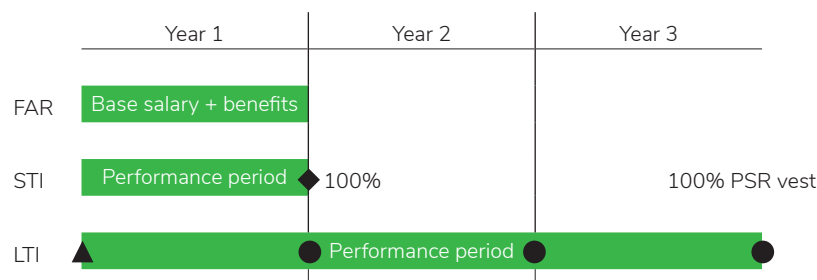 Year 1 Year 2 Year 3
FAR Base salary + benefits
STI Performance period 100% 100% PSR vest
LTI Performance period